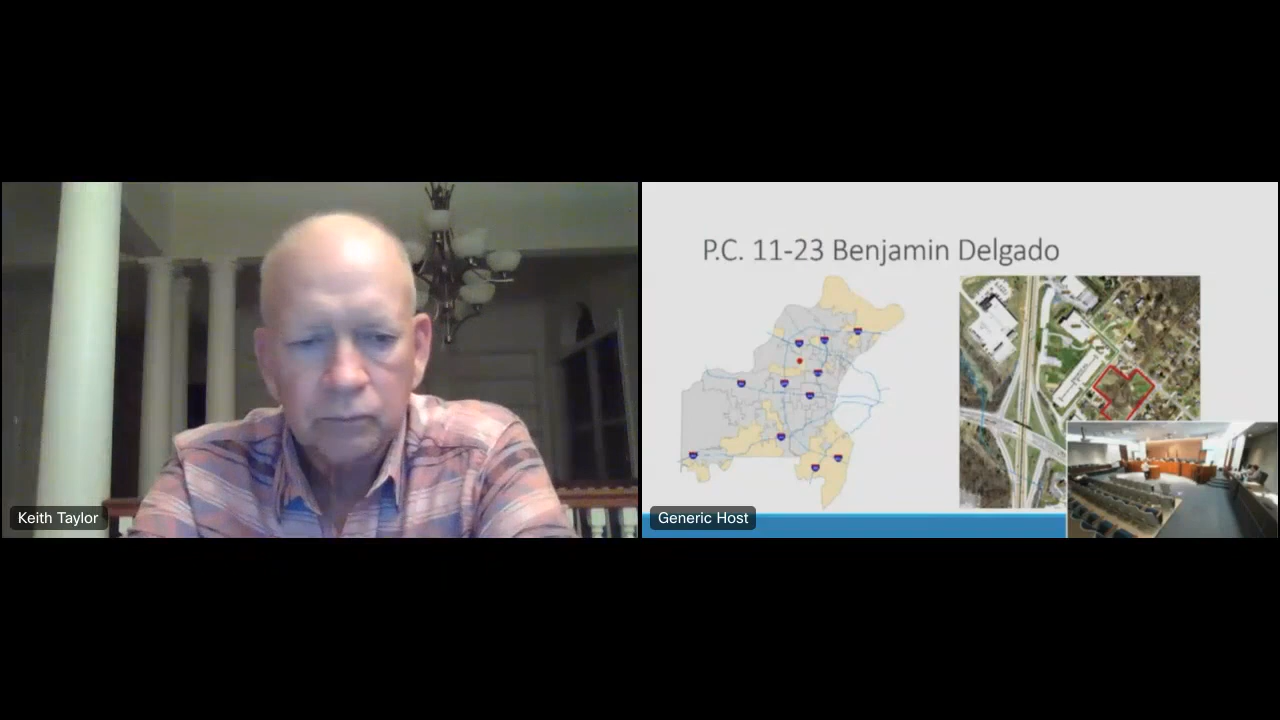 P.C. 11-23 Benjamin Delgado
Keith Taylor
Generic Host